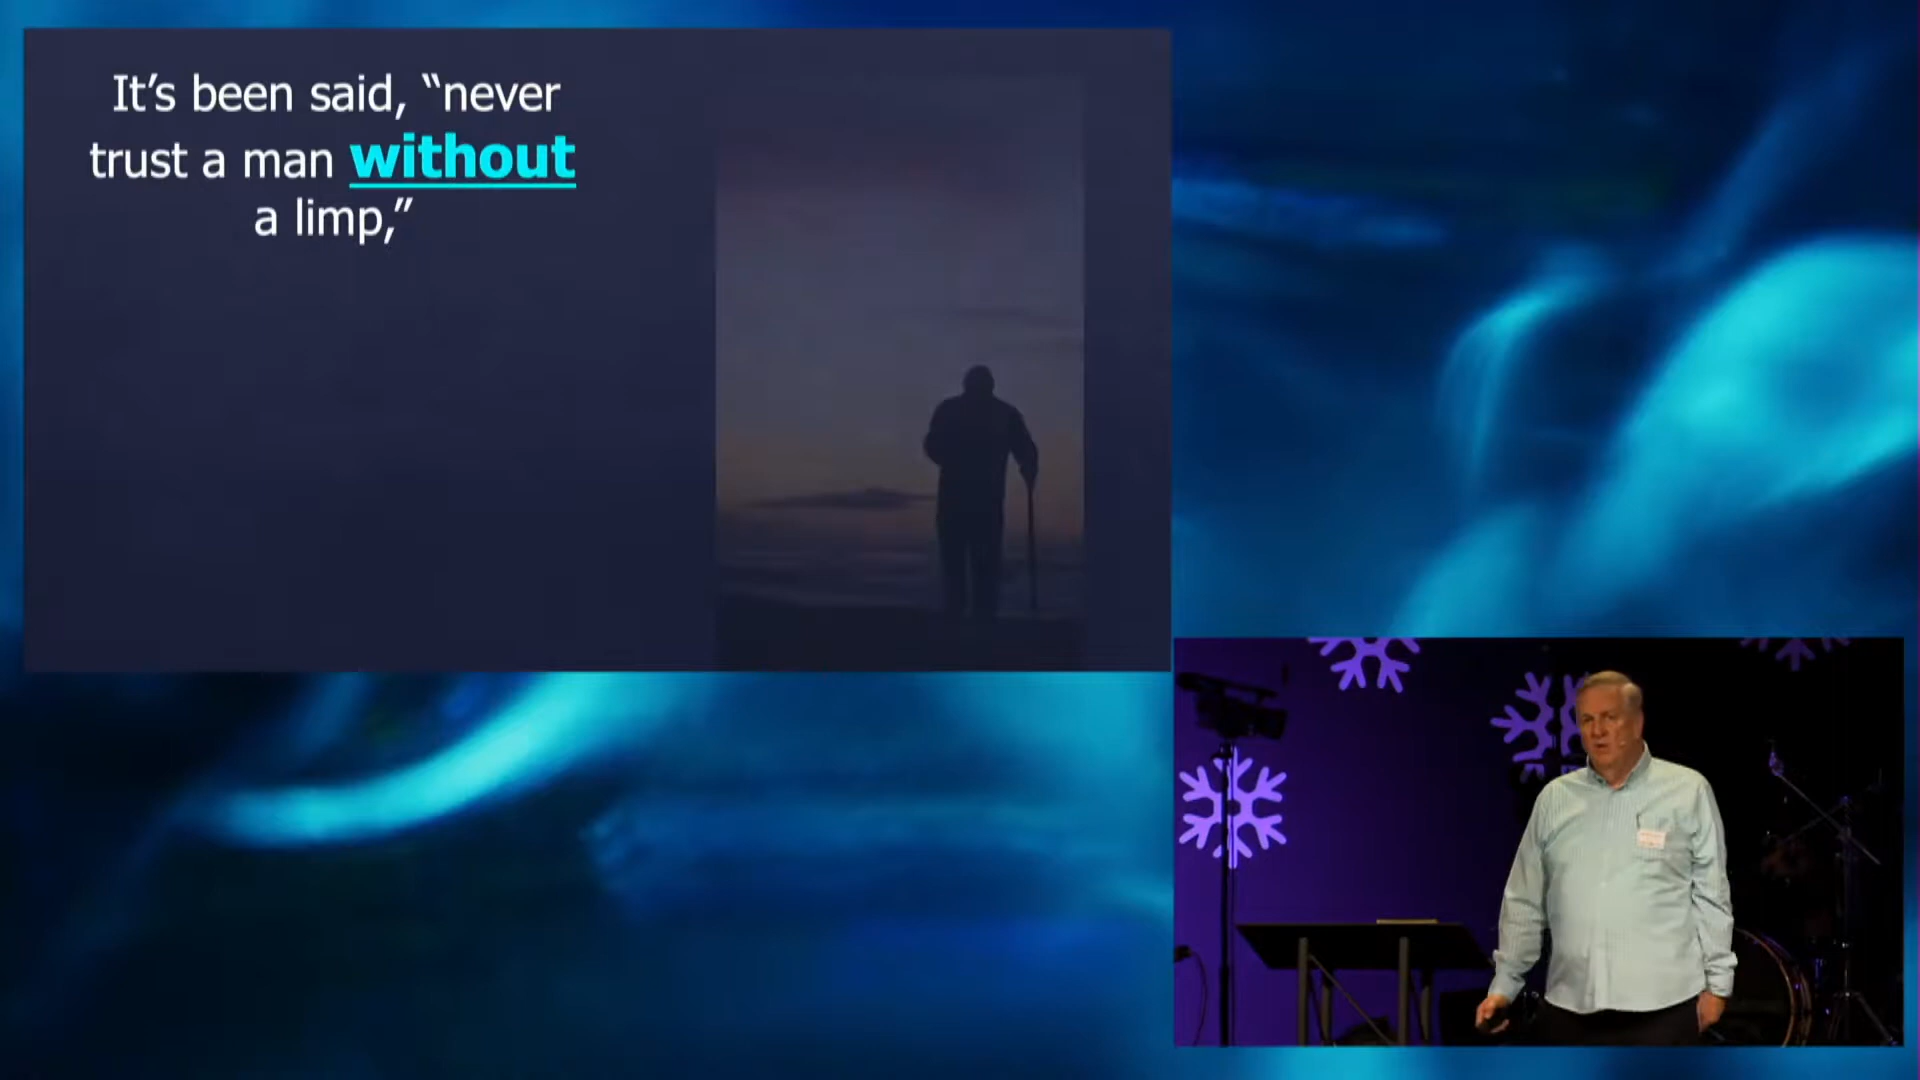 It’s been said, “never
trust a man without
a limp,”